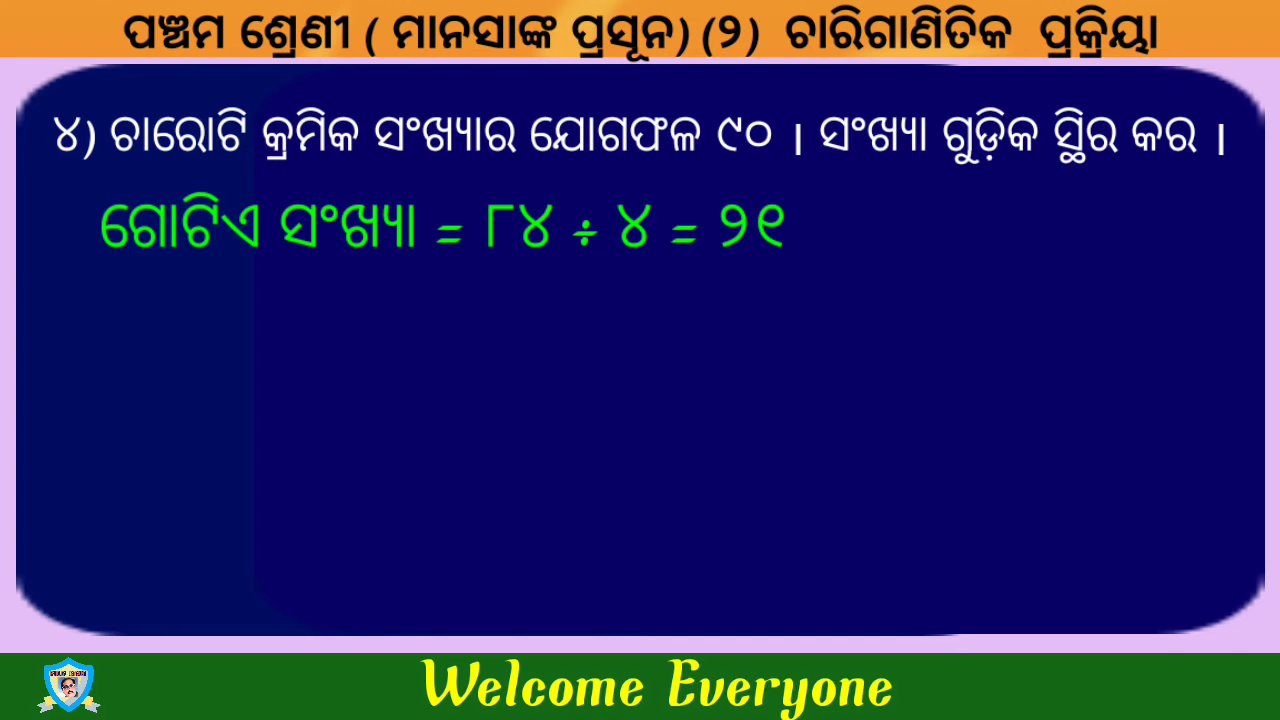 ପଞ୍ଚମ ଶ୍ରେଣୀ ( ମାନସାଙ୍କ ପ୍ରସୂନ) (୨) ଚାରିଗାଣିତିକ ପ୍ରକ୍ରିୟା
୪) ଚାରୋଟି କ୍ରମିକ ସଂଖ୍ୟାର ଯୋଗଫଳ ୯୦ । ସଂଖ୍ୟା ଗୁଡ଼ିକ ସ୍ଥିର କର ।
ଗୋଟିଏ ସଂଖ୍ୟା = ୮୪ ÷ ୪ = ୨୧
Welcome Everyone